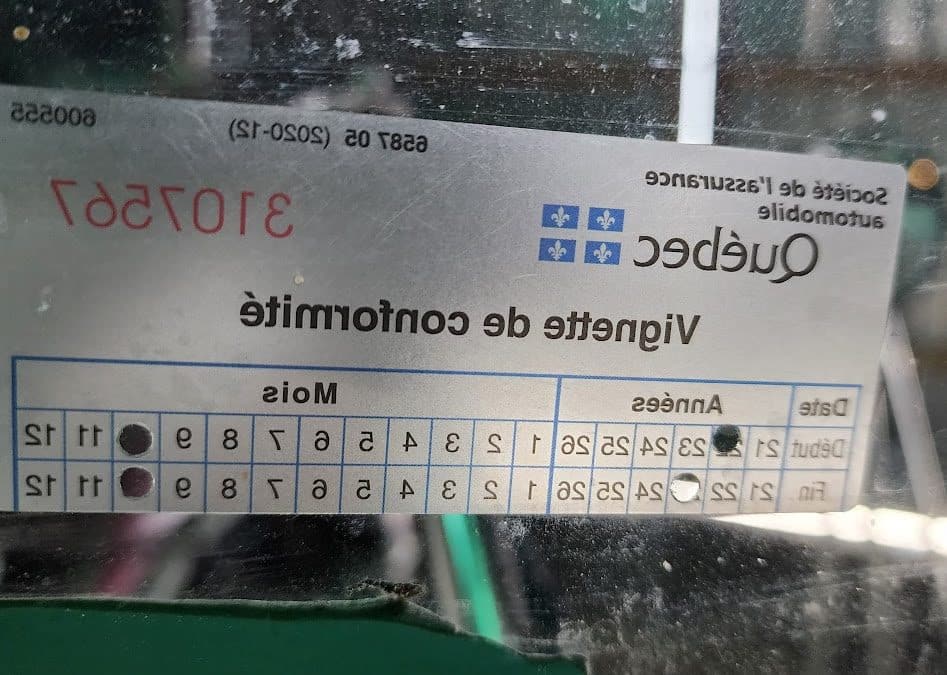 6587 05 (2020-12) 600555
Société de l'assurance
automobile
Québec
3107567
Vignette de conformité
Date Années Mois
Début 21 23 24 25 26 1 2 3 4 5 6 7 8 9 11 12
Fin 21 22 24 25 26 1 2 3 4 5 6 7 8 9 11 12